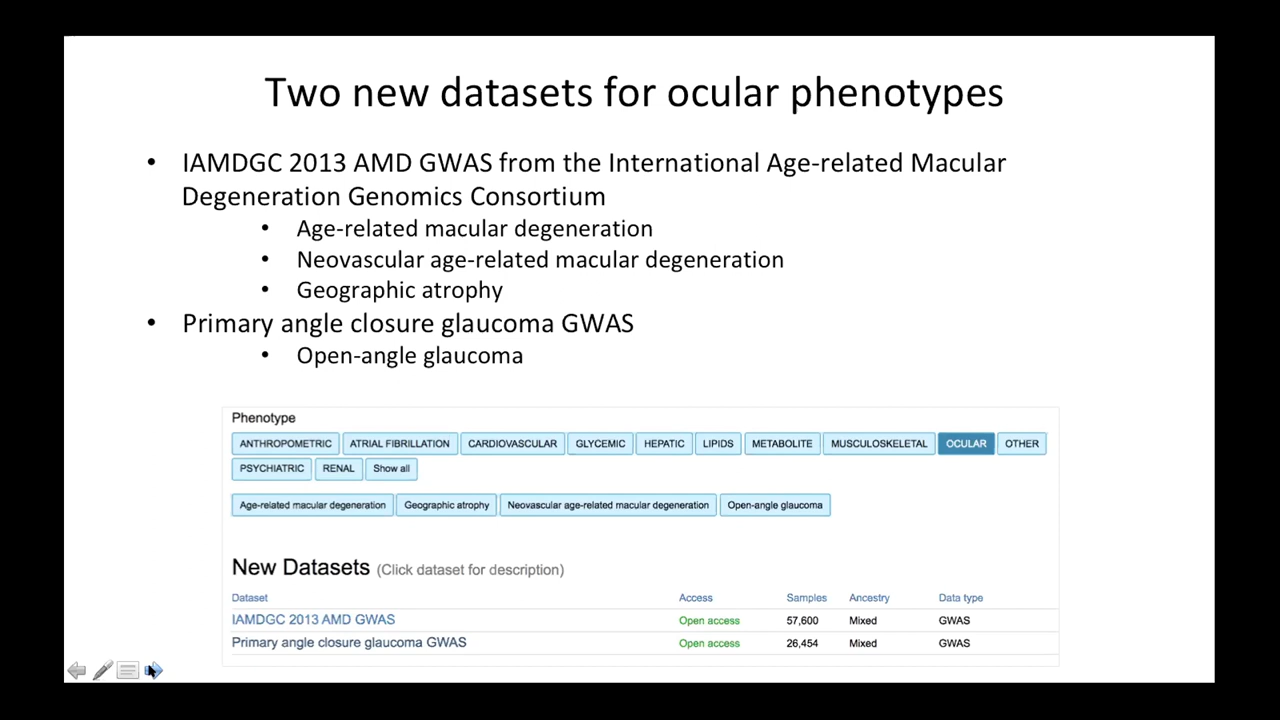 Two new datasets for ocular phenotypes
• IAMDGC 2013 AMD GWAS from the International Age-related Macular
Degeneration Genomics Consortium
• Age-related macular degeneration
• Neovascular age-related macular degeneration
• Geographic atrophy
• Primary angle closure glaucoma GWAS
• Open-angle glaucoma
Phenotype
ANTHROPOMETRIC ATRIAL FIBRILLATION CARDIOVASCULAR GLYCEMIC HEPATIC LIPIDS METABOLITE MUSCULOSKELETAL OCULAR OTHER
PSYCHIATRIC RENAL Show all
Age-related macular degeneration Geographic atrophy Neovascular age-related macular degeneration Open-angle glaucoma
New Datasets (Click dataset for description)
Dataset Access Samples Ancestry Data type
IAMDGC 2013 AMD GWAS Open access 57,600 Mixed GWAS
Primary angle closure glaucoma GWAS Open access 26,454 Mixed GWAS